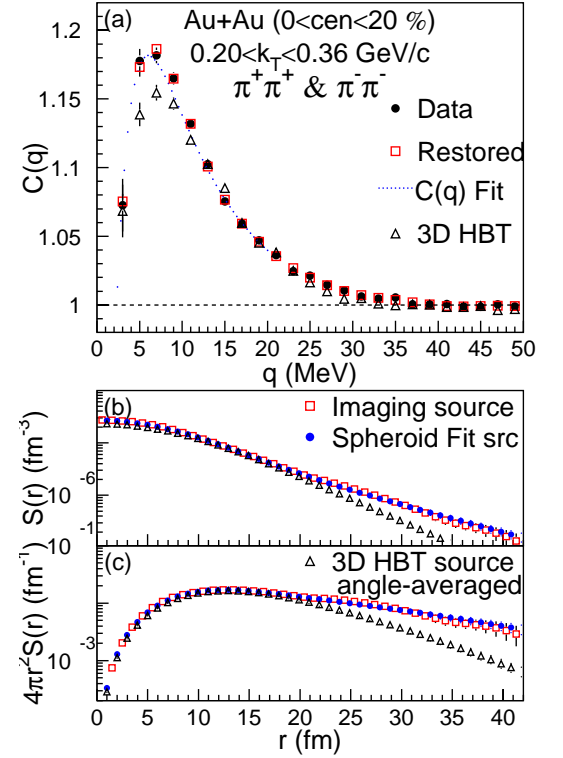 (a) Au+Au (0<cen<20 %)
0.20<k_T<0.36 GeV/c
π⁺π⁺ & π⁻π⁻
Data
Restored
C(q) Fit
3D HBT
C(q)
1.2
1.15
1.1
1.05
1
0 5 10 15 20 25 30 35 40 45 50
q (MeV)
(b)
Imaging source
Spheroid Fit src
S(r) (fm⁻³)
10⁻⁶
10⁻¹
(c)
3D HBT source
angle-averaged
4πr²S(r) (fm⁻¹)
10⁻³
0 5 10 15 20 25 30 35 40
r (fm)